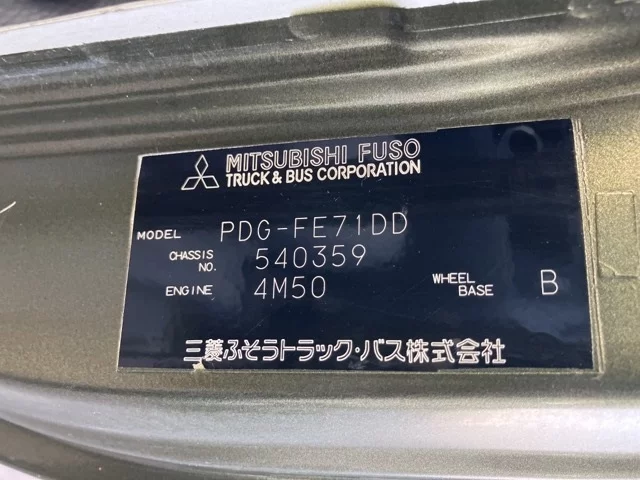 MITSUBISHI FUSO
TRUCK & BUS CORPORATION
MODEL PDG-FE71DD
CHASSIS NO. 540359
ENGINE 4M50 WHEEL BASE B
三菱ふそうトラック・バス株式会社